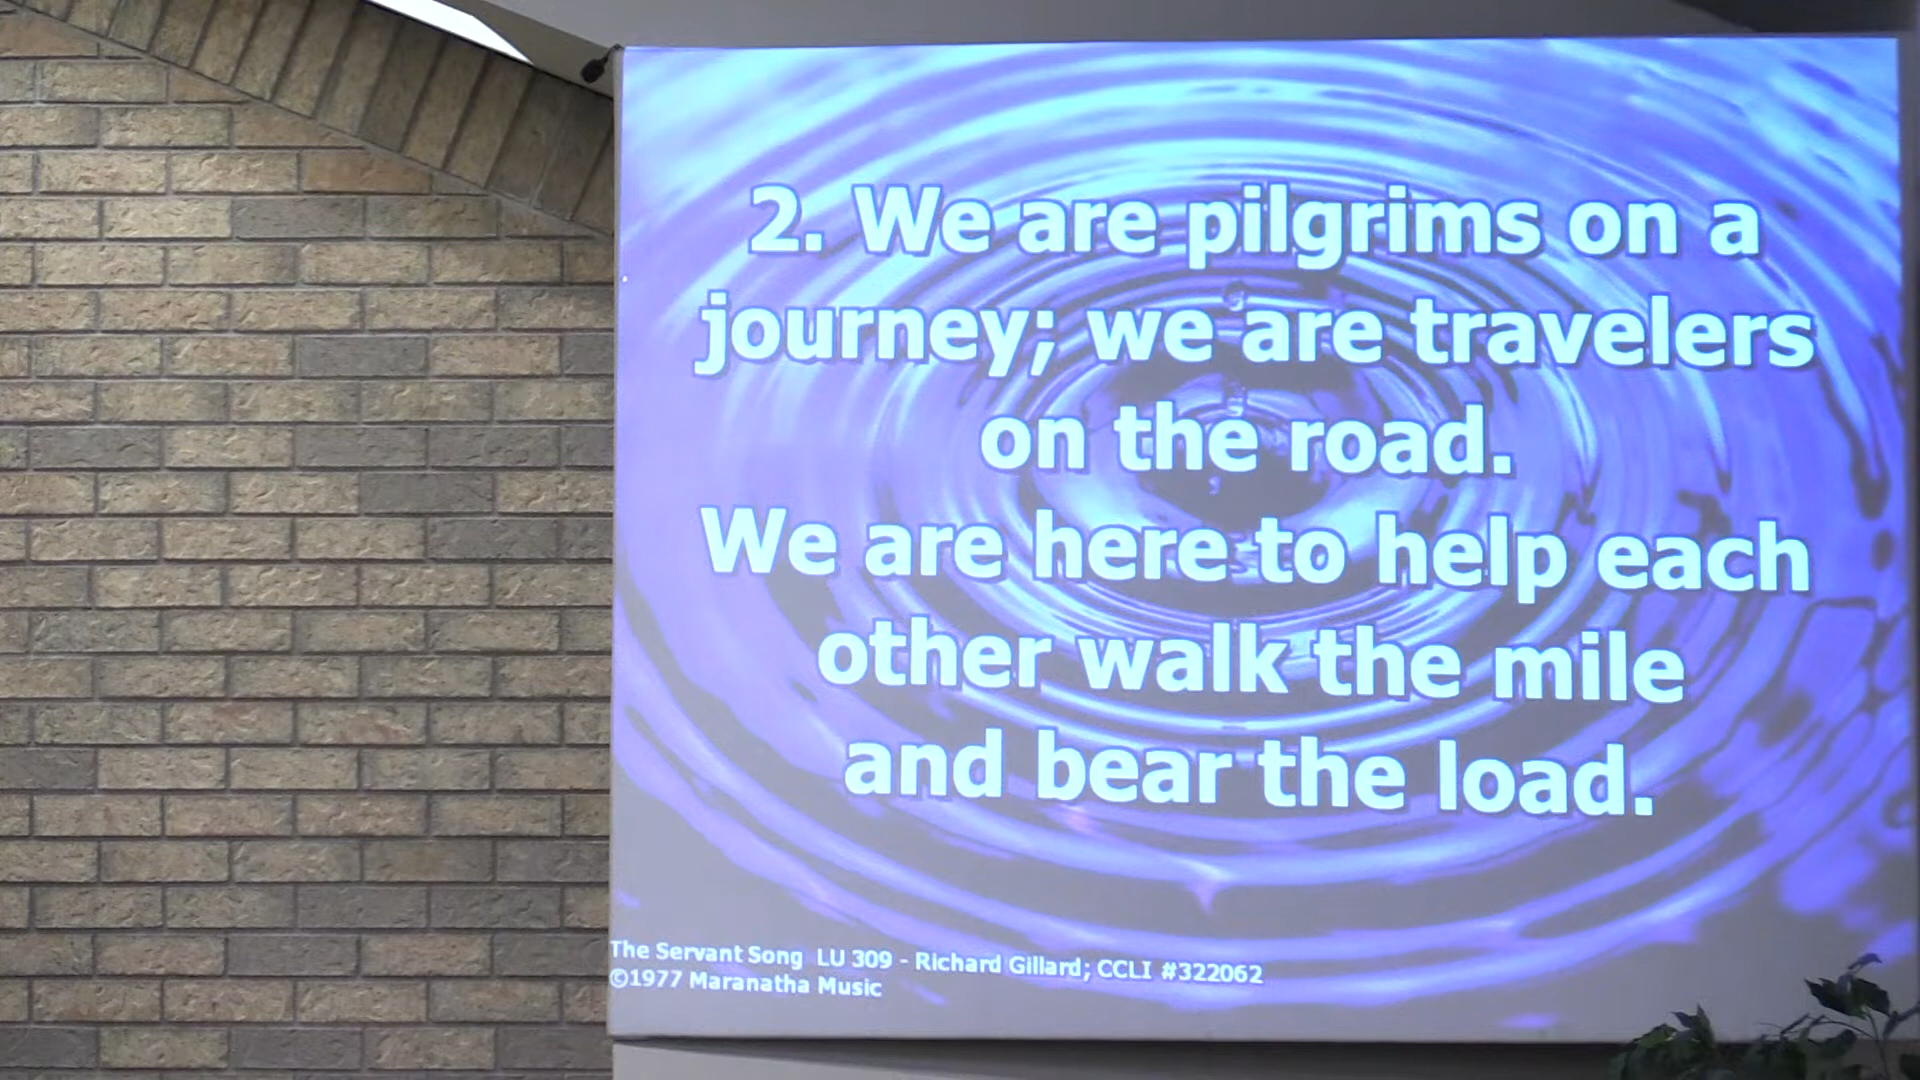 2. We are pilgrims on a
journey; we are travelers
on the road.
We are here to help each
other walk the mile
and bear the load.
The Servant Song LU 309 - Richard Gillard; CCLI #322062
©1977 Maranatha Music